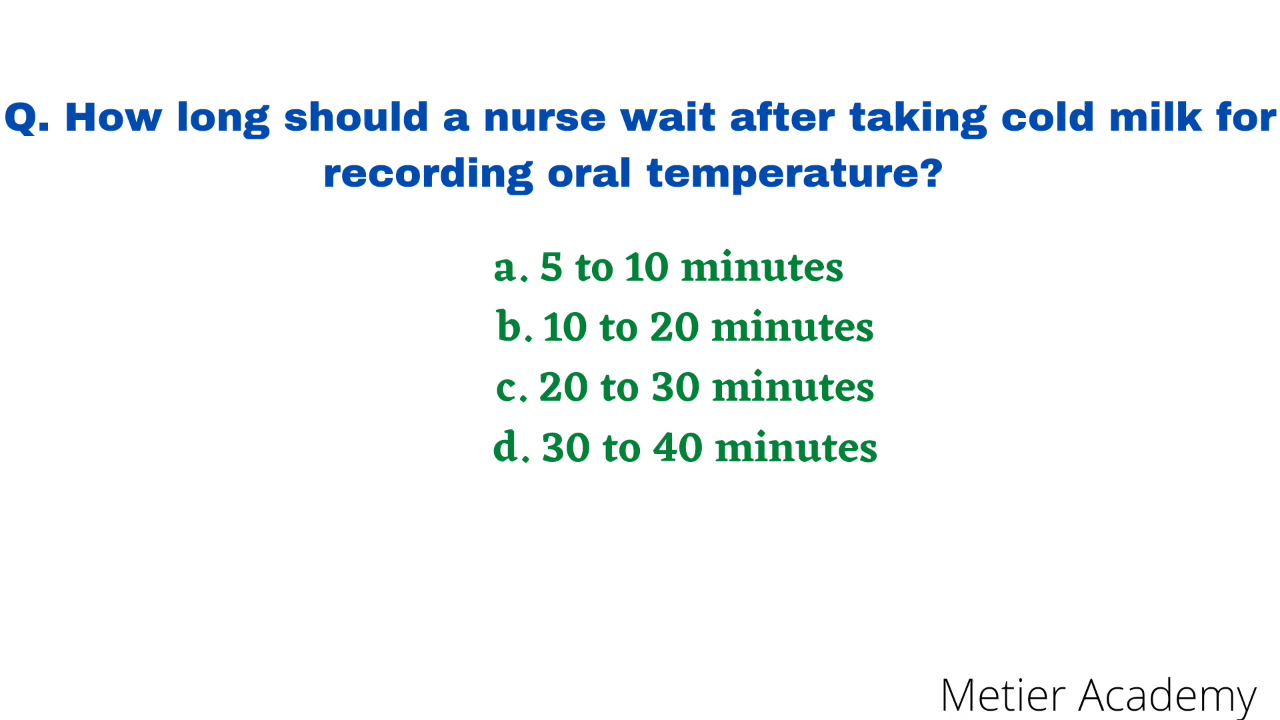 Q. How long should a nurse wait after taking cold milk for
recording oral temperature?
a. 5 to 10 minutes
b. 10 to 20 minutes
c. 20 to 30 minutes
d. 30 to 40 minutes
Metier Academy